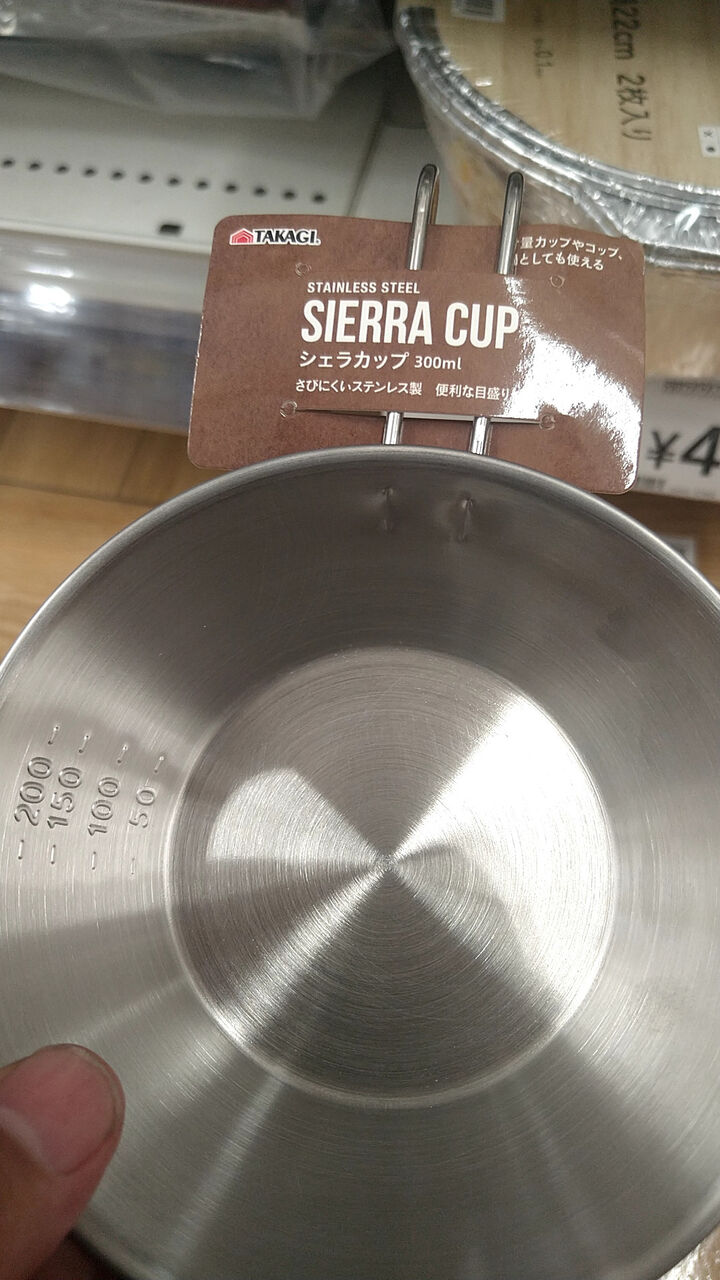 22cm 2枚入り
TAKAGI
量カップやコップ、
としても使える
STAINLESS STEEL
SIERRA CUP
シェラカップ 300ml
さびにくいステンレス製 便利な目盛り
¥4
200
150
100
50